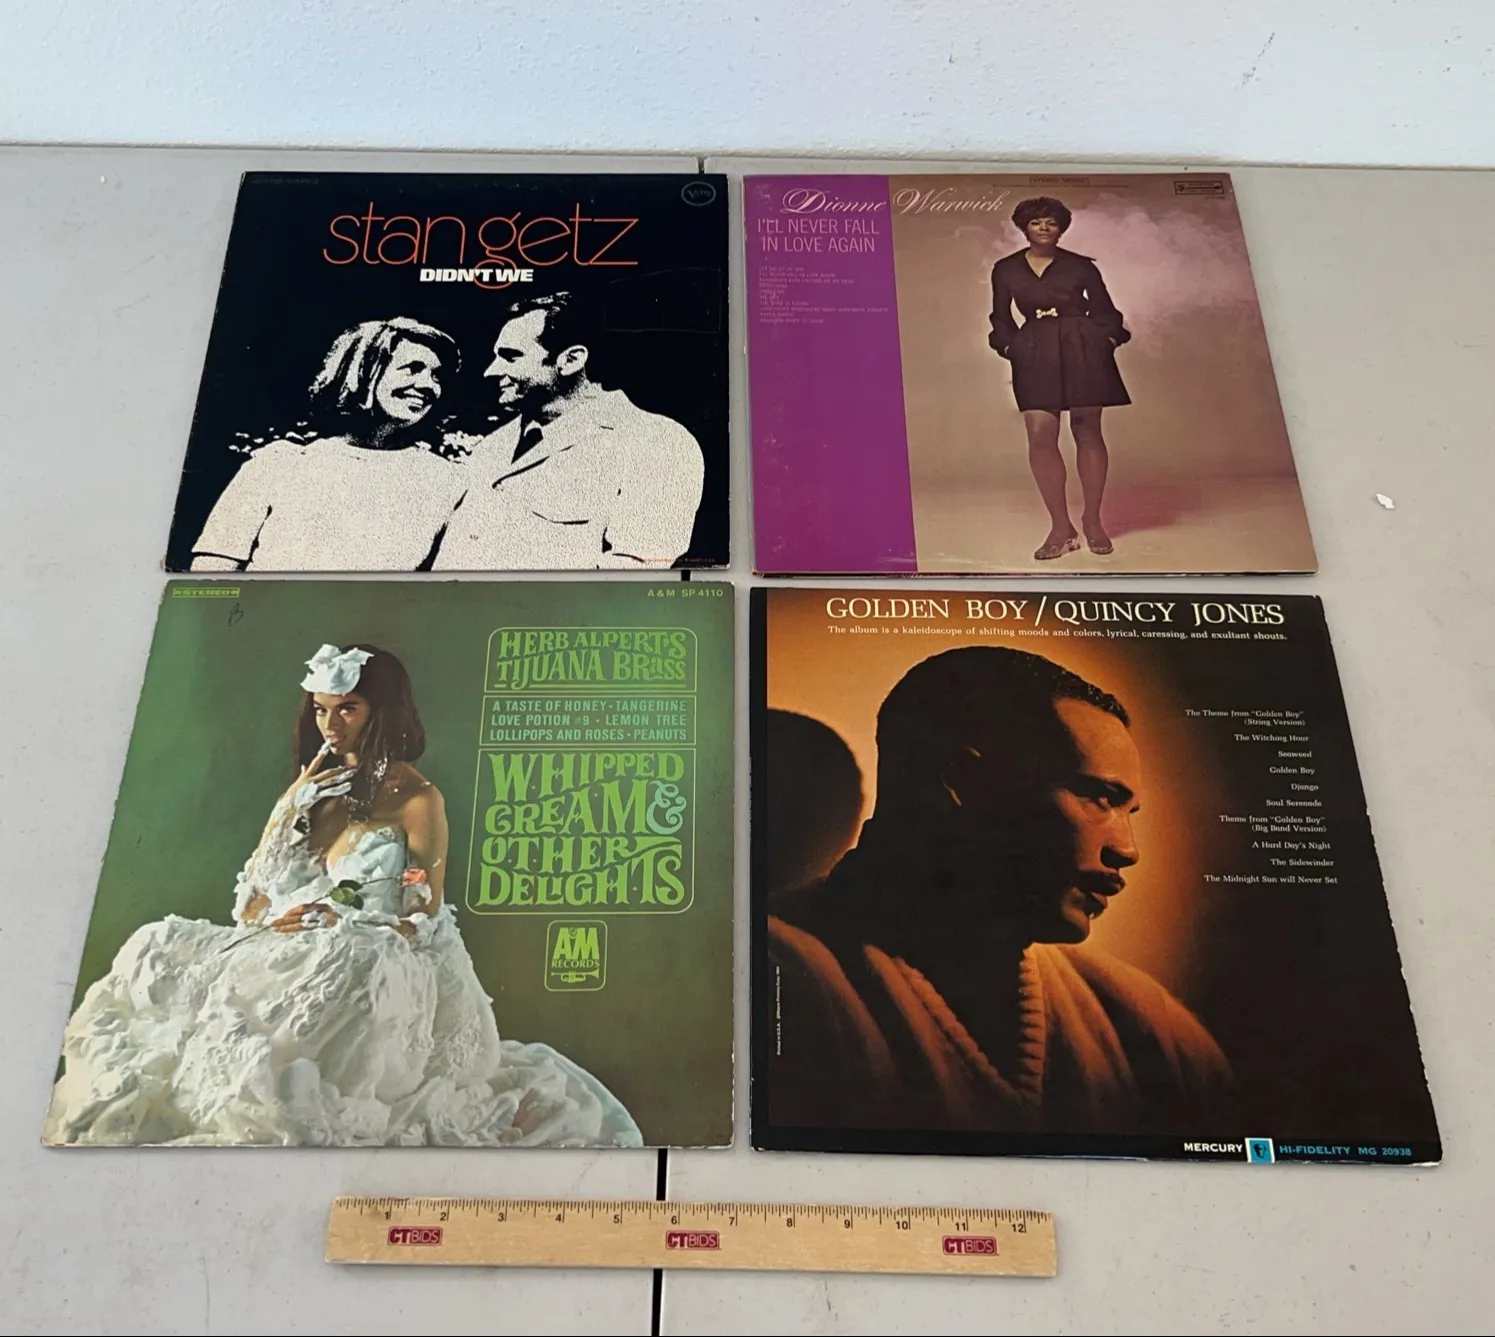 Verve
stan getz
DIDN'T WE
Dionne Warwick
I'LL NEVER FALL
IN LOVE AGAIN
STEREO
A&M SP 4110
B
HERB ALPERT'S
TIJUANA BRASS
A TASTE OF HONEY • TANGERINE
LOVE POTION #9 • LEMON TREE
LOLLIPOPS AND ROSES • PEANUTS
WHIPPED
CREAM &
OTHER
DELIGHTS
A&M
RECORDS
GOLDEN BOY / QUINCY JONES
The album is a kaleidoscope of shifting moods and colors, lyrical, caressing, and exultant shouts.
The Theme from "Golden Boy"
(String Version)
The Witching Hour
Seaweed
Golden Boy
Django
Soul Serenade
Theme from "Golden Boy"
(Big Band Version)
A Hard Day's Night
The Sidewinder
The Midnight Sun will Never Set
MERCURY HI-FIDELITY MG 20938
1 2 3 4 5 6 7 8 9 10 11 12
CTBIDS CTBIDS CTBIDS